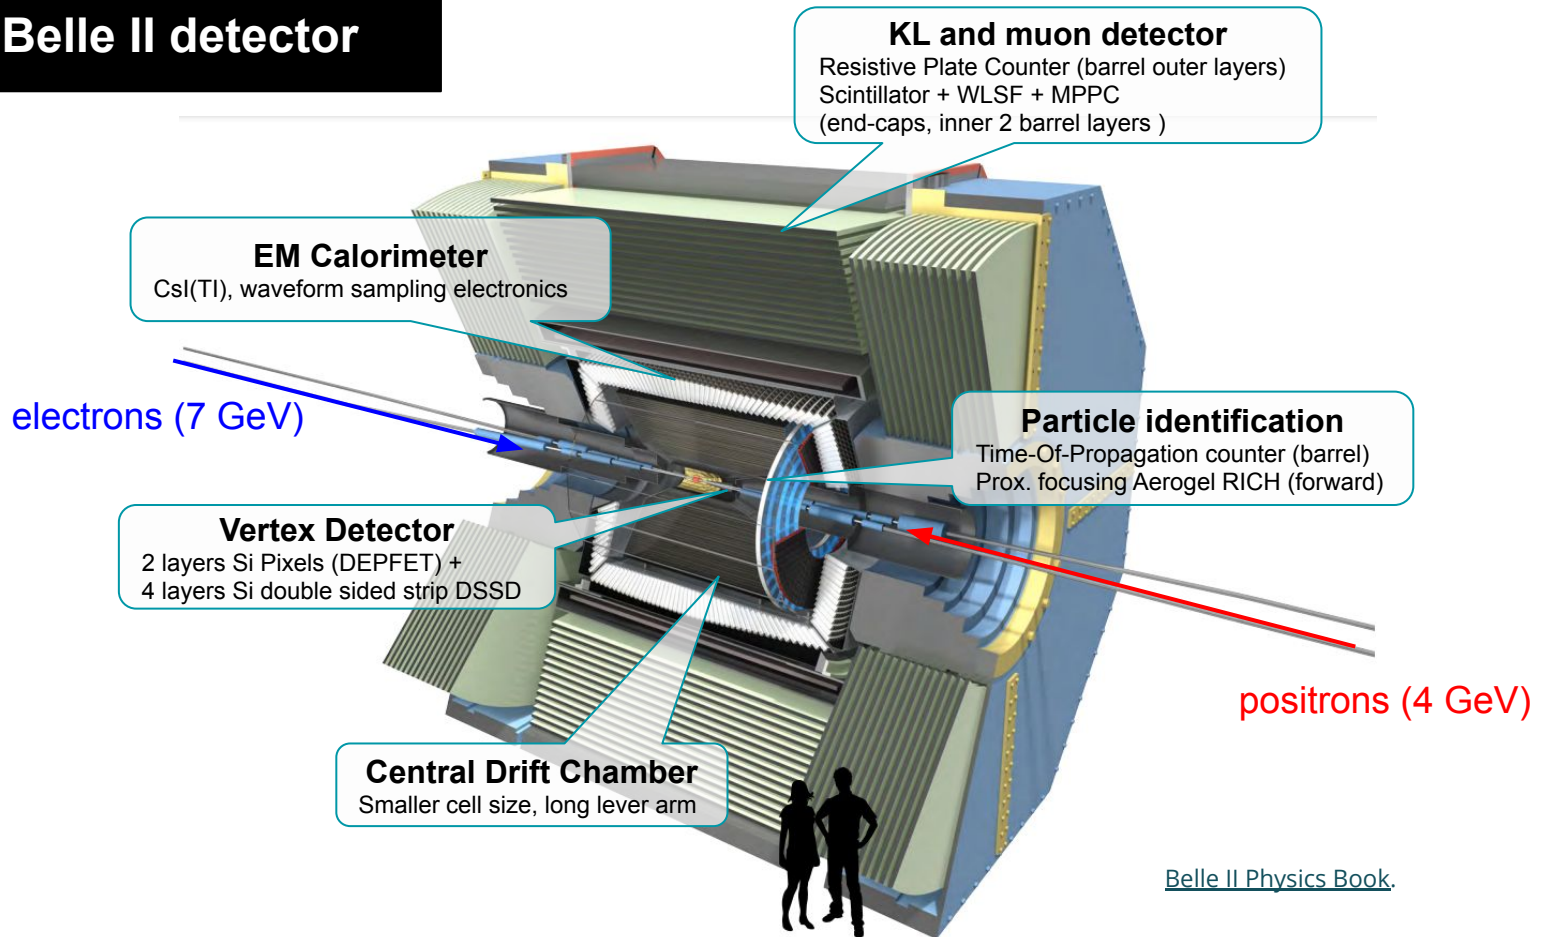 Belle II detector
KL and muon detector
Resistive Plate Counter (barrel outer layers)
Scintillator + WLSF + MPPC
(end-caps, inner 2 barrel layers )
EM Calorimeter
CsI(TI), waveform sampling electronics
electrons (7 GeV)
Particle identification
Time-Of-Propagation counter (barrel)
Prox. focusing Aerogel RICH (forward)
Vertex Detector
2 layers Si Pixels (DEPFET) +
4 layers Si double sided strip DSSD
positrons (4 GeV)
Central Drift Chamber
Smaller cell size, long lever arm
Belle II Physics Book.